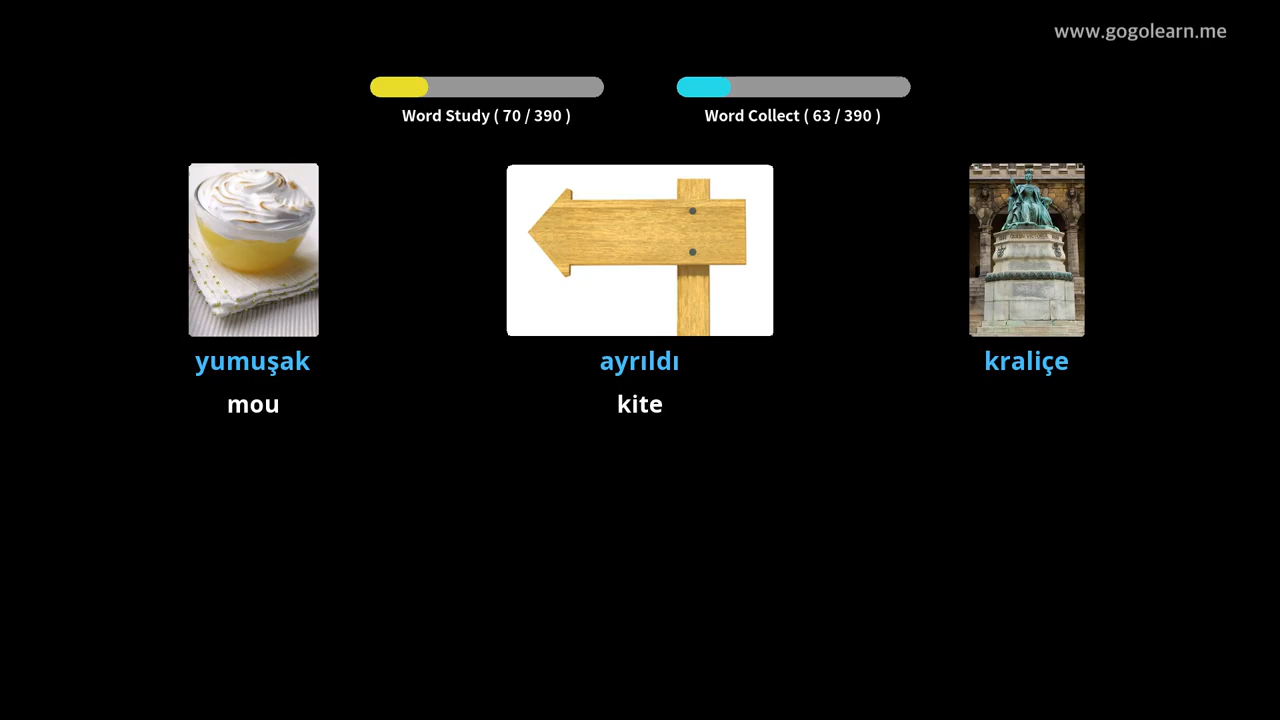 www.gogolearn.me
Word Study ( 70 / 390 )
Word Collect ( 63 / 390 )
yumuşak
ayrıldı
kraliçe
mou
kite